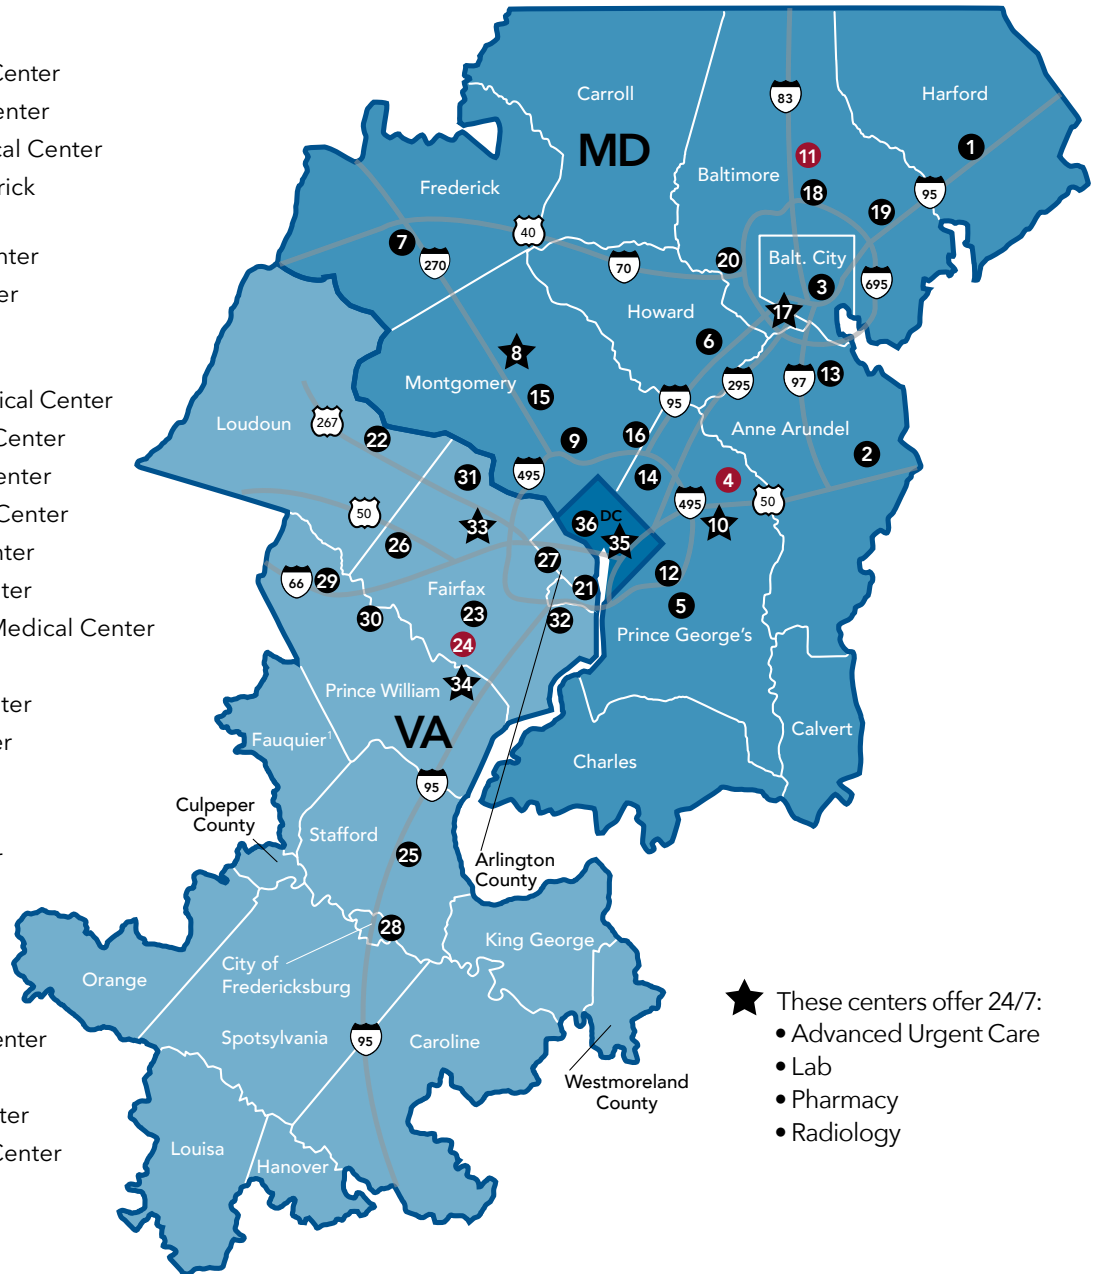 Center
enter
cal Center
rick
nter
er
ical Center
Center
enter
Center
nter
ter
Medical Center
ter
er
r
enter
ter
Center
Carroll
83
Harford
MD
11
1
Baltimore
Frederick
18
95
19
40
7
270
70
20
Balt. City
695
3
Howard
17
6
8
Montgomery
295
97
13
15
95
Loudoun
267
22
9
16
Anne Arundel
2
31
495
14
4
50
33
36
DC
35
495
10
50
26
27
66
29
12
Fairfax
21
5
30
23
32
Prince George's
24
34
Prince William
VA
Fauquier¹
Calvert
Charles
95
Culpeper
County
Stafford
25
Arlington
County
28
King George
City of
Fredericksburg
Orange
Spotsylvania
95
Caroline
Westmoreland
County
Louisa
Hanover
These centers offer 24/7:
• Advanced Urgent Care
• Lab
• Pharmacy
• Radiology